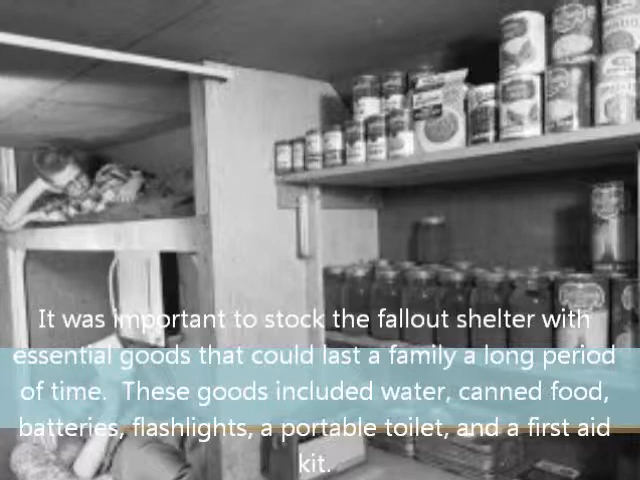 It was important to stock the fallout shelter with
essential goods that could last a family a long period
of time.  These goods included water, canned food,
batteries, flashlights, a portable toilet, and a first aid
kit.